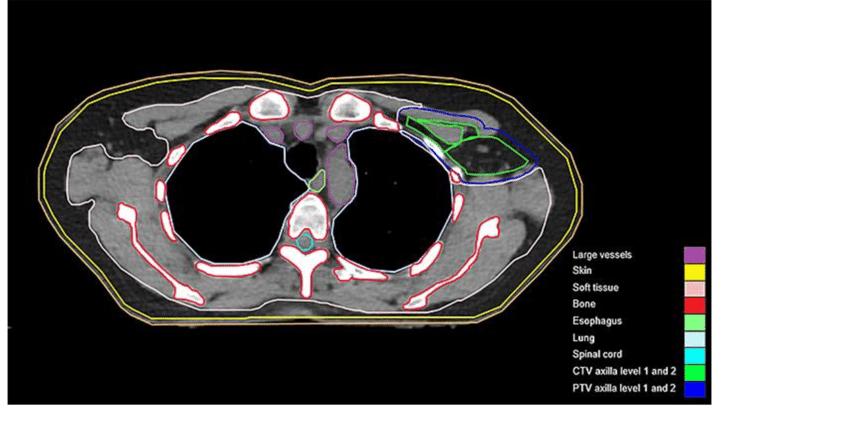 Large vessels
Skin
Soft tissue
Bone
Esophagus
Lung
Spinal cord
CTV axilla level 1 and 2
PTV axilla level 1 and 2